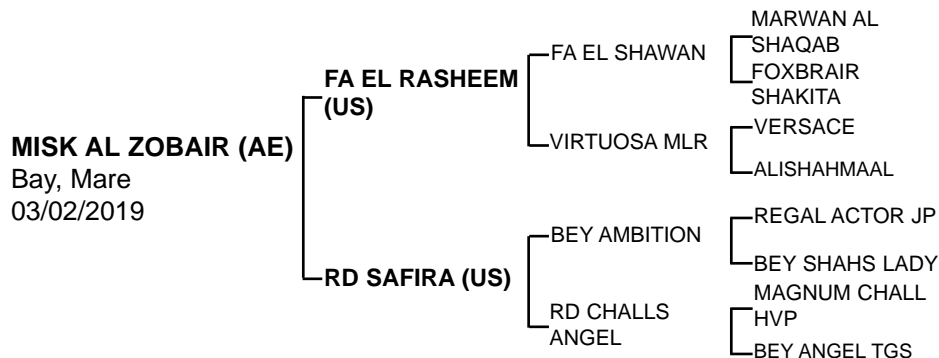 MISK AL ZOBAIR (AE)
Bay, Mare
03/02/2019
FA EL RASHEEM
(US)
RD SAFIRA (US)
FA EL SHAWAN
VIRTUOSA MLR
BEY AMBITION
RD CHALLS
ANGEL
MARWAN AL
SHAQAB
FOXBRAIR
SHAKITA
VERSACE
ALISHAHMAAL
REGAL ACTOR JP
BEY SHAHS LADY
MAGNUM CHALL
HVP
BEY ANGEL TGS